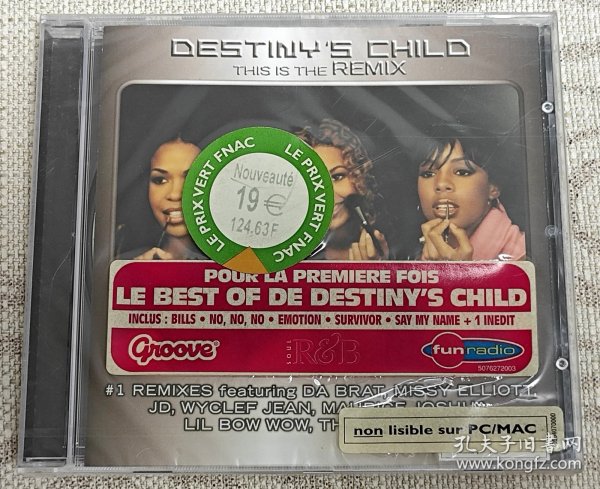 DESTINY'S CHILD
THIS IS THE REMIX
LE PRIX VERT FNAC
LE PRIX VERT FNAC
Nouveauté
19 €
124.63F
POUR LA PREMIERE FOIS
LE BEST OF DE DESTINY'S CHILD
INCLUS : BILLS • NO, NO, NO • EMOTION • SURVIVOR • SAY MY NAME + 1 INEDIT
Groove
SOUL R&B
fun radio
5076272003
#1 REMIXES featuring DA BRAT, MISSY ELLIOTT,
JD, WYCLEF JEAN, MAURICE JOSHUA,
LIL BOW WOW, TH
non lisible sur PC/MAC
孔夫子旧书网
www.kongfz.com